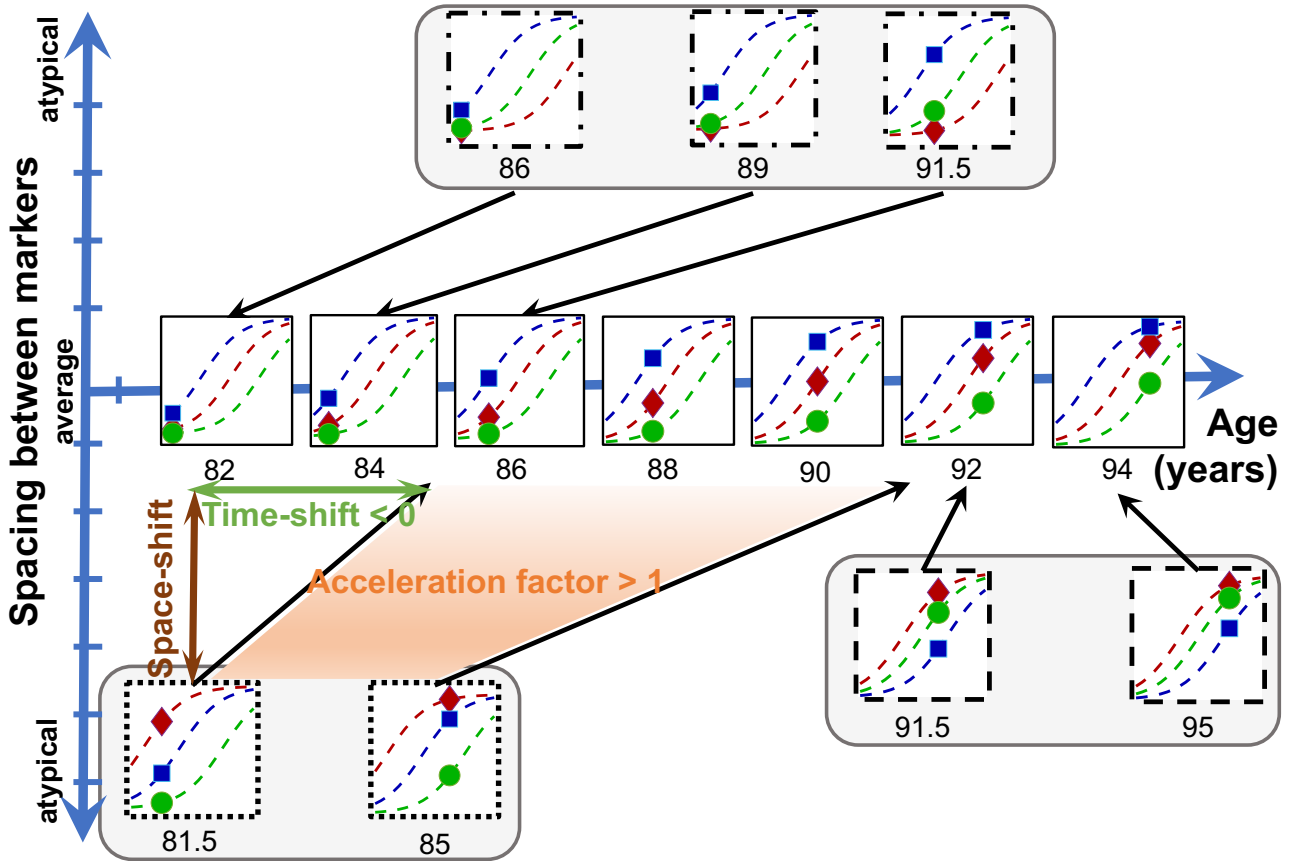 Spacing between markers
atypical
average
atypical
86
89
91.5
82
84
86
88
90
92
94
Age
(years)
Time-shift < 0
Space-shift
Acceleration factor > 1
81.5
85
91.5
95